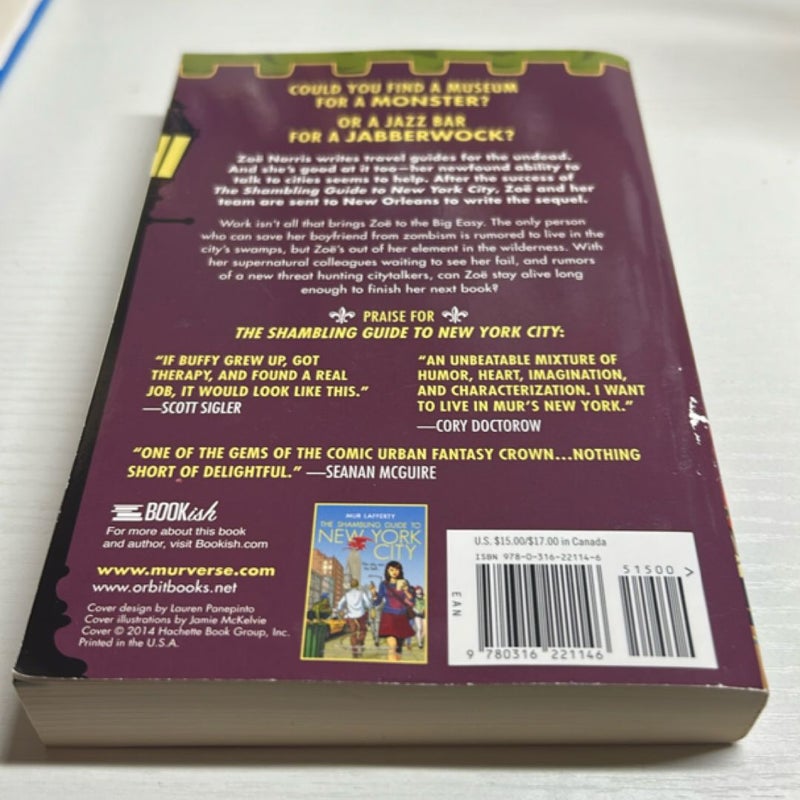 COULD YOU FIND A MUSEUM
FOR A MONSTER?
OR A JAZZ BAR
FOR A JABBERWOCK?
Zoë Norris writes travel guides for the undead.
And she's good at it too—her newfound ability to
talk to cities seems to help. After the success of
The Shambling Guide to New York City, Zoë and her
team are sent to New Orleans to write the sequel.
Work isn't all that brings Zoë to the Big Easy. The only person
who can save her boyfriend from zombism is rumored to live in the
city's swamps, but Zoë's out of her element in the wilderness. With
her supernatural colleagues waiting to see her fail, and rumors
of a new threat hunting citytalkers, can Zoë stay alive long
enough to finish her next book?
PRAISE FOR
THE SHAMBLING GUIDE TO NEW YORK CITY:
"IF BUFFY GREW UP, GOT
THERAPY, AND FOUND A REAL
JOB, IT WOULD LOOK LIKE THIS."
—SCOTT SIGLER
"AN UNBEATABLE MIXTURE OF
HUMOR, HEART, IMAGINATION,
AND CHARACTERIZATION. I WANT
TO LIVE IN MUR'S NEW YORK."
—CORY DOCTOROW
"ONE OF THE GEMS OF THE COMIC URBAN FANTASY CROWN...NOTHING
SHORT OF DELIGHTFUL." —SEANAN MCGUIRE
BOOKish
For more about this book
and author, visit Bookish.com
www.murverse.com
www.orbitbooks.net
Cover design by Lauren Panepinto
Cover illustrations by Jamie McKelvie
Cover © 2014 Hachette Book Group, Inc.
Printed in the U.S.A.
MUR LAFFERTY
THE SHAMBLING GUIDE TO
NEW YORK
CITY
U.S. $15.00/$17.00 in Canada
ISBN 978-0-316-22114-6
51500 >
EAN
9 780316 221146